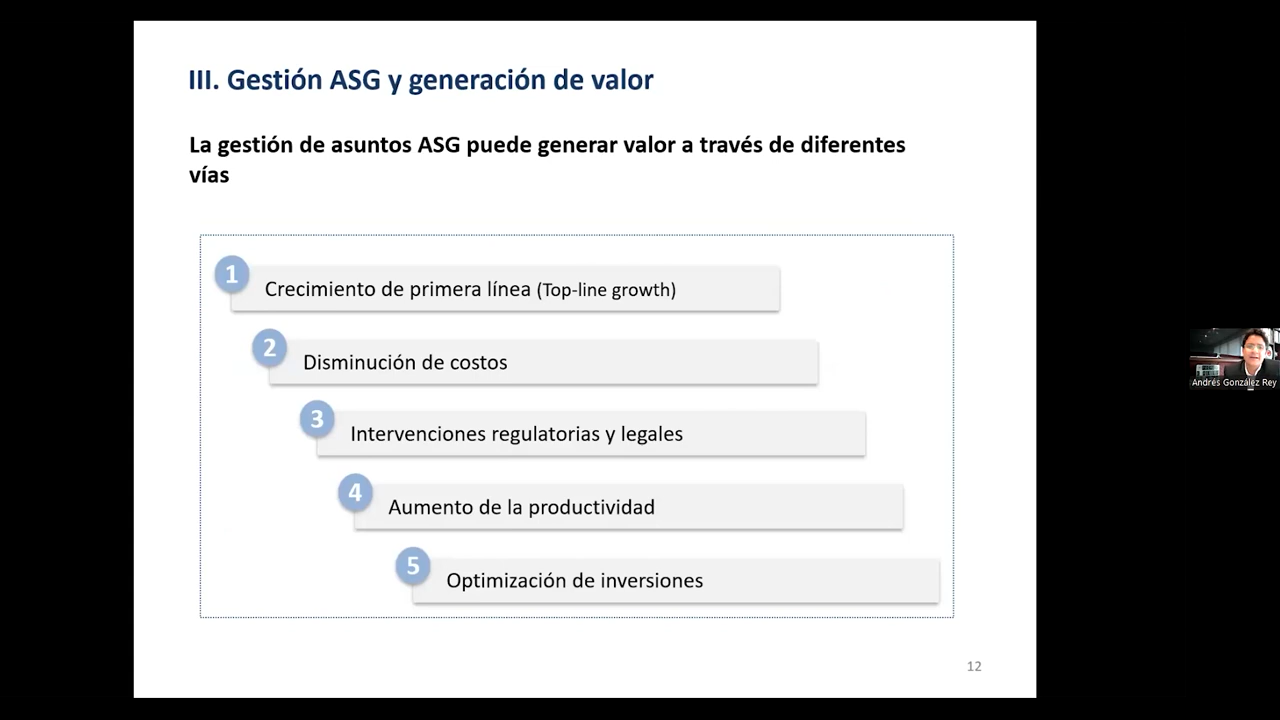 III. Gestión ASG y generación de valor
La gestión de asuntos ASG puede generar valor a través de diferentes
vías
1
Crecimiento de primera línea (Top-line growth)
2
Disminución de costos
3
Intervenciones regulatorias y legales
4
Aumento de la productividad
5
Optimización de inversiones
12
Andrés González Rey